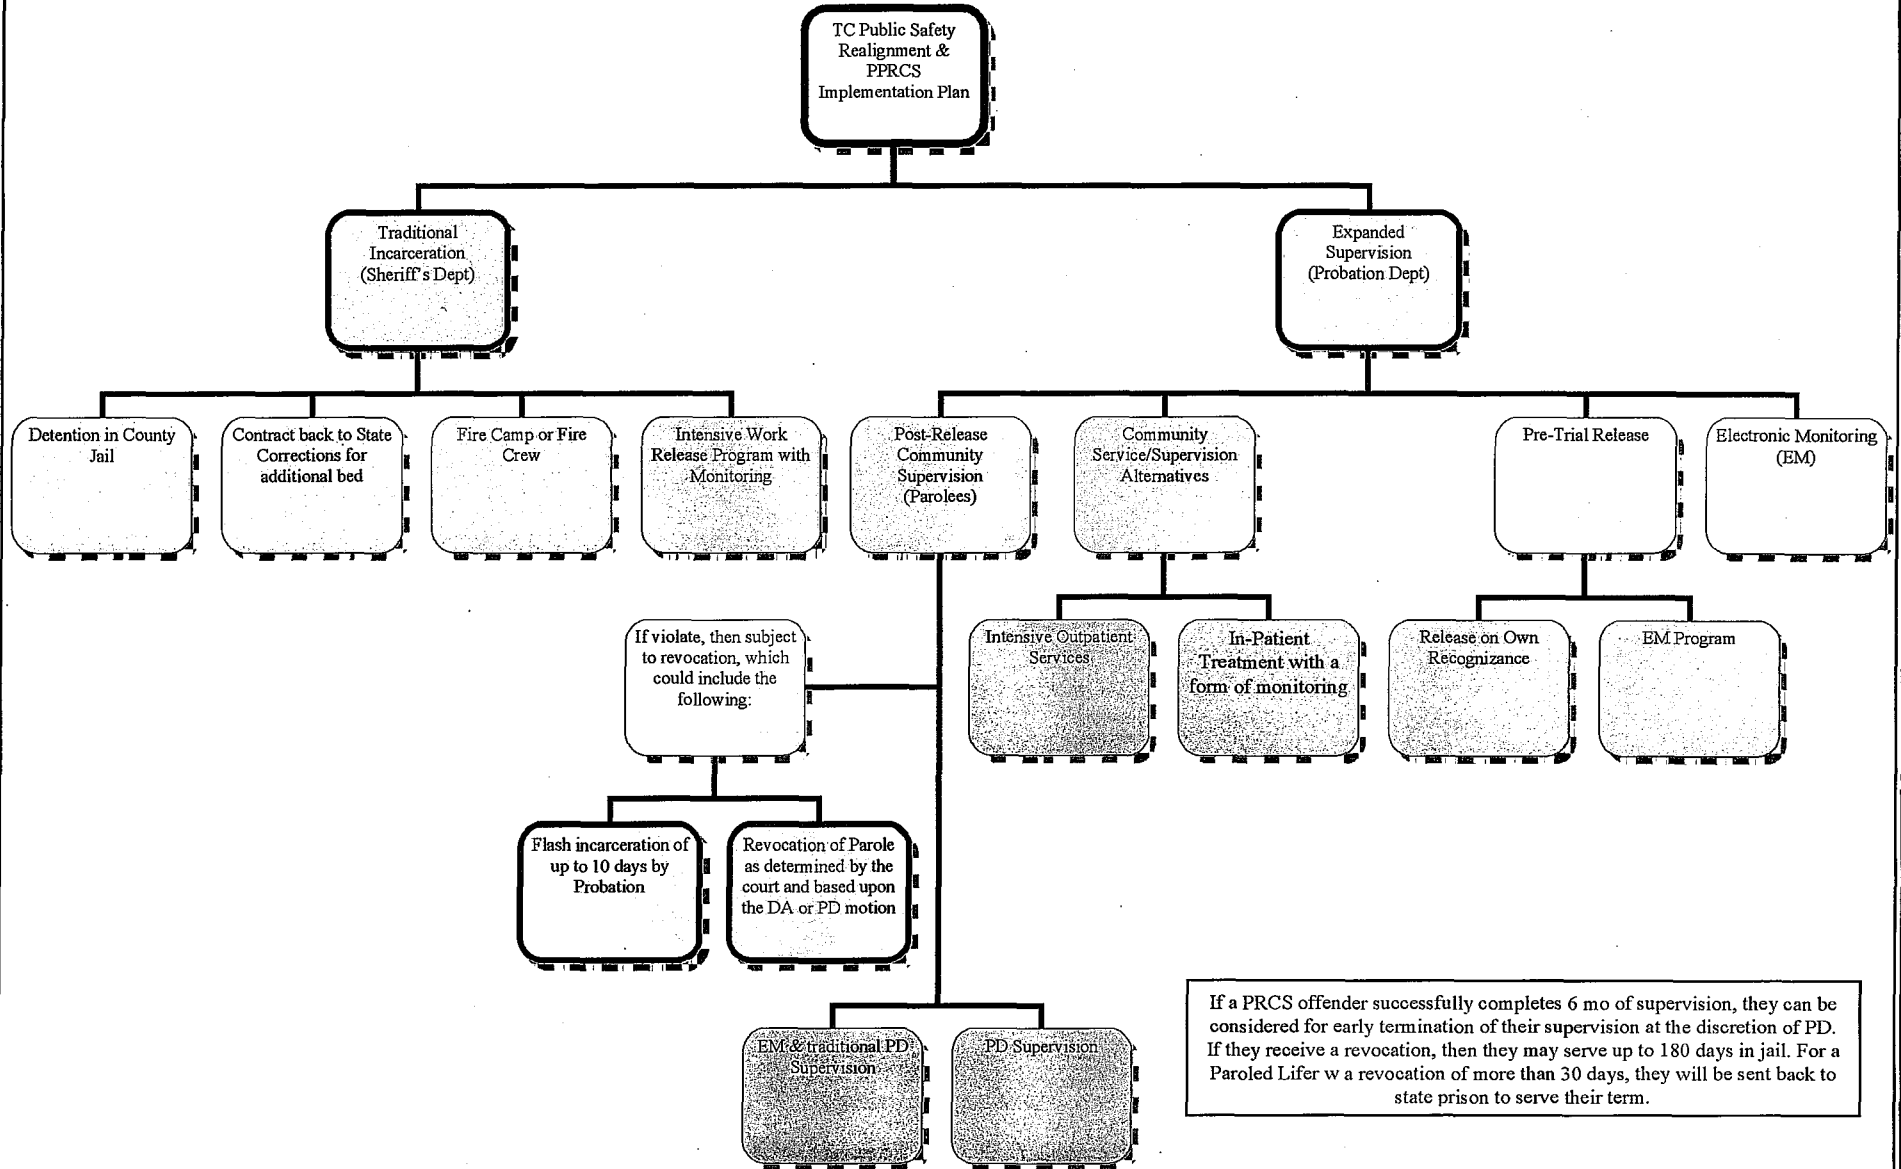 TC Public Safety
Realignment &
PPRCS
Implementation Plan
Traditional
Incarceration
(Sheriff's Dept)
Expanded
Supervision
(Probation Dept)
Detention in County
Jail
Contract back to State
Corrections for
additional bed
Fire Camp or Fire
Crew
Intensive Work
Release Program with
Monitoring
Post-Release
Community
Supervision
(Parolees)
Community
Service/Supervision
Alternatives
Pre-Trial Release
Electronic Monitoring
(EM)
If violate, then subject
to revocation, which
could include the
following:
Intensive Outpatient
Services
In-Patient
Treatment with a
form of monitoring
Release on Own
Recognizance
EM Program
Flash incarceration of
up to 10 days by
Probation
Revocation of Parole
as determined by the
court and based upon
the DA or PD motion
EM & traditional PD
Supervision
PD Supervision
If a PRCS offender successfully completes 6 mo of supervision, they can be
considered for early termination of their supervision at the discretion of PD.
If they receive a revocation, then they may serve up to 180 days in jail. For a
Paroled Lifer w a revocation of more than 30 days, they will be sent back to
state prison to serve their term.